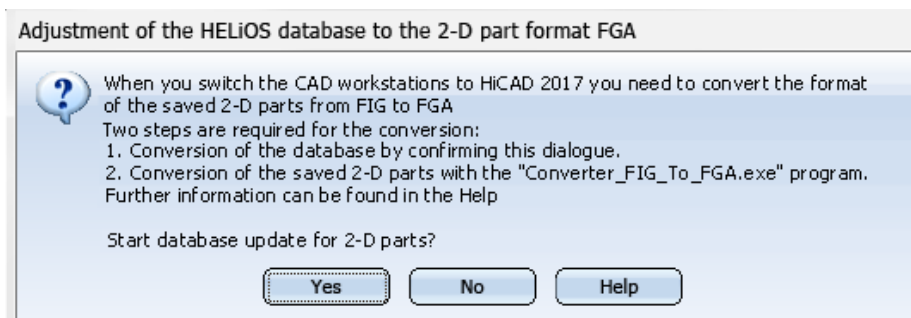 Adjustment of the HELiOS database to the 2-D part format FGA
When you switch the CAD workstations to HiCAD 2017 you need to convert the format
of the saved 2-D parts from FIG to FGA
Two steps are required for the conversion:
1. Conversion of the database by confirming this dialogue.
2. Conversion of the saved 2-D parts with the "Converter_FIG_To_FGA.exe" program.
Further information can be found in the Help
Start database update for 2-D parts?
Yes No Help